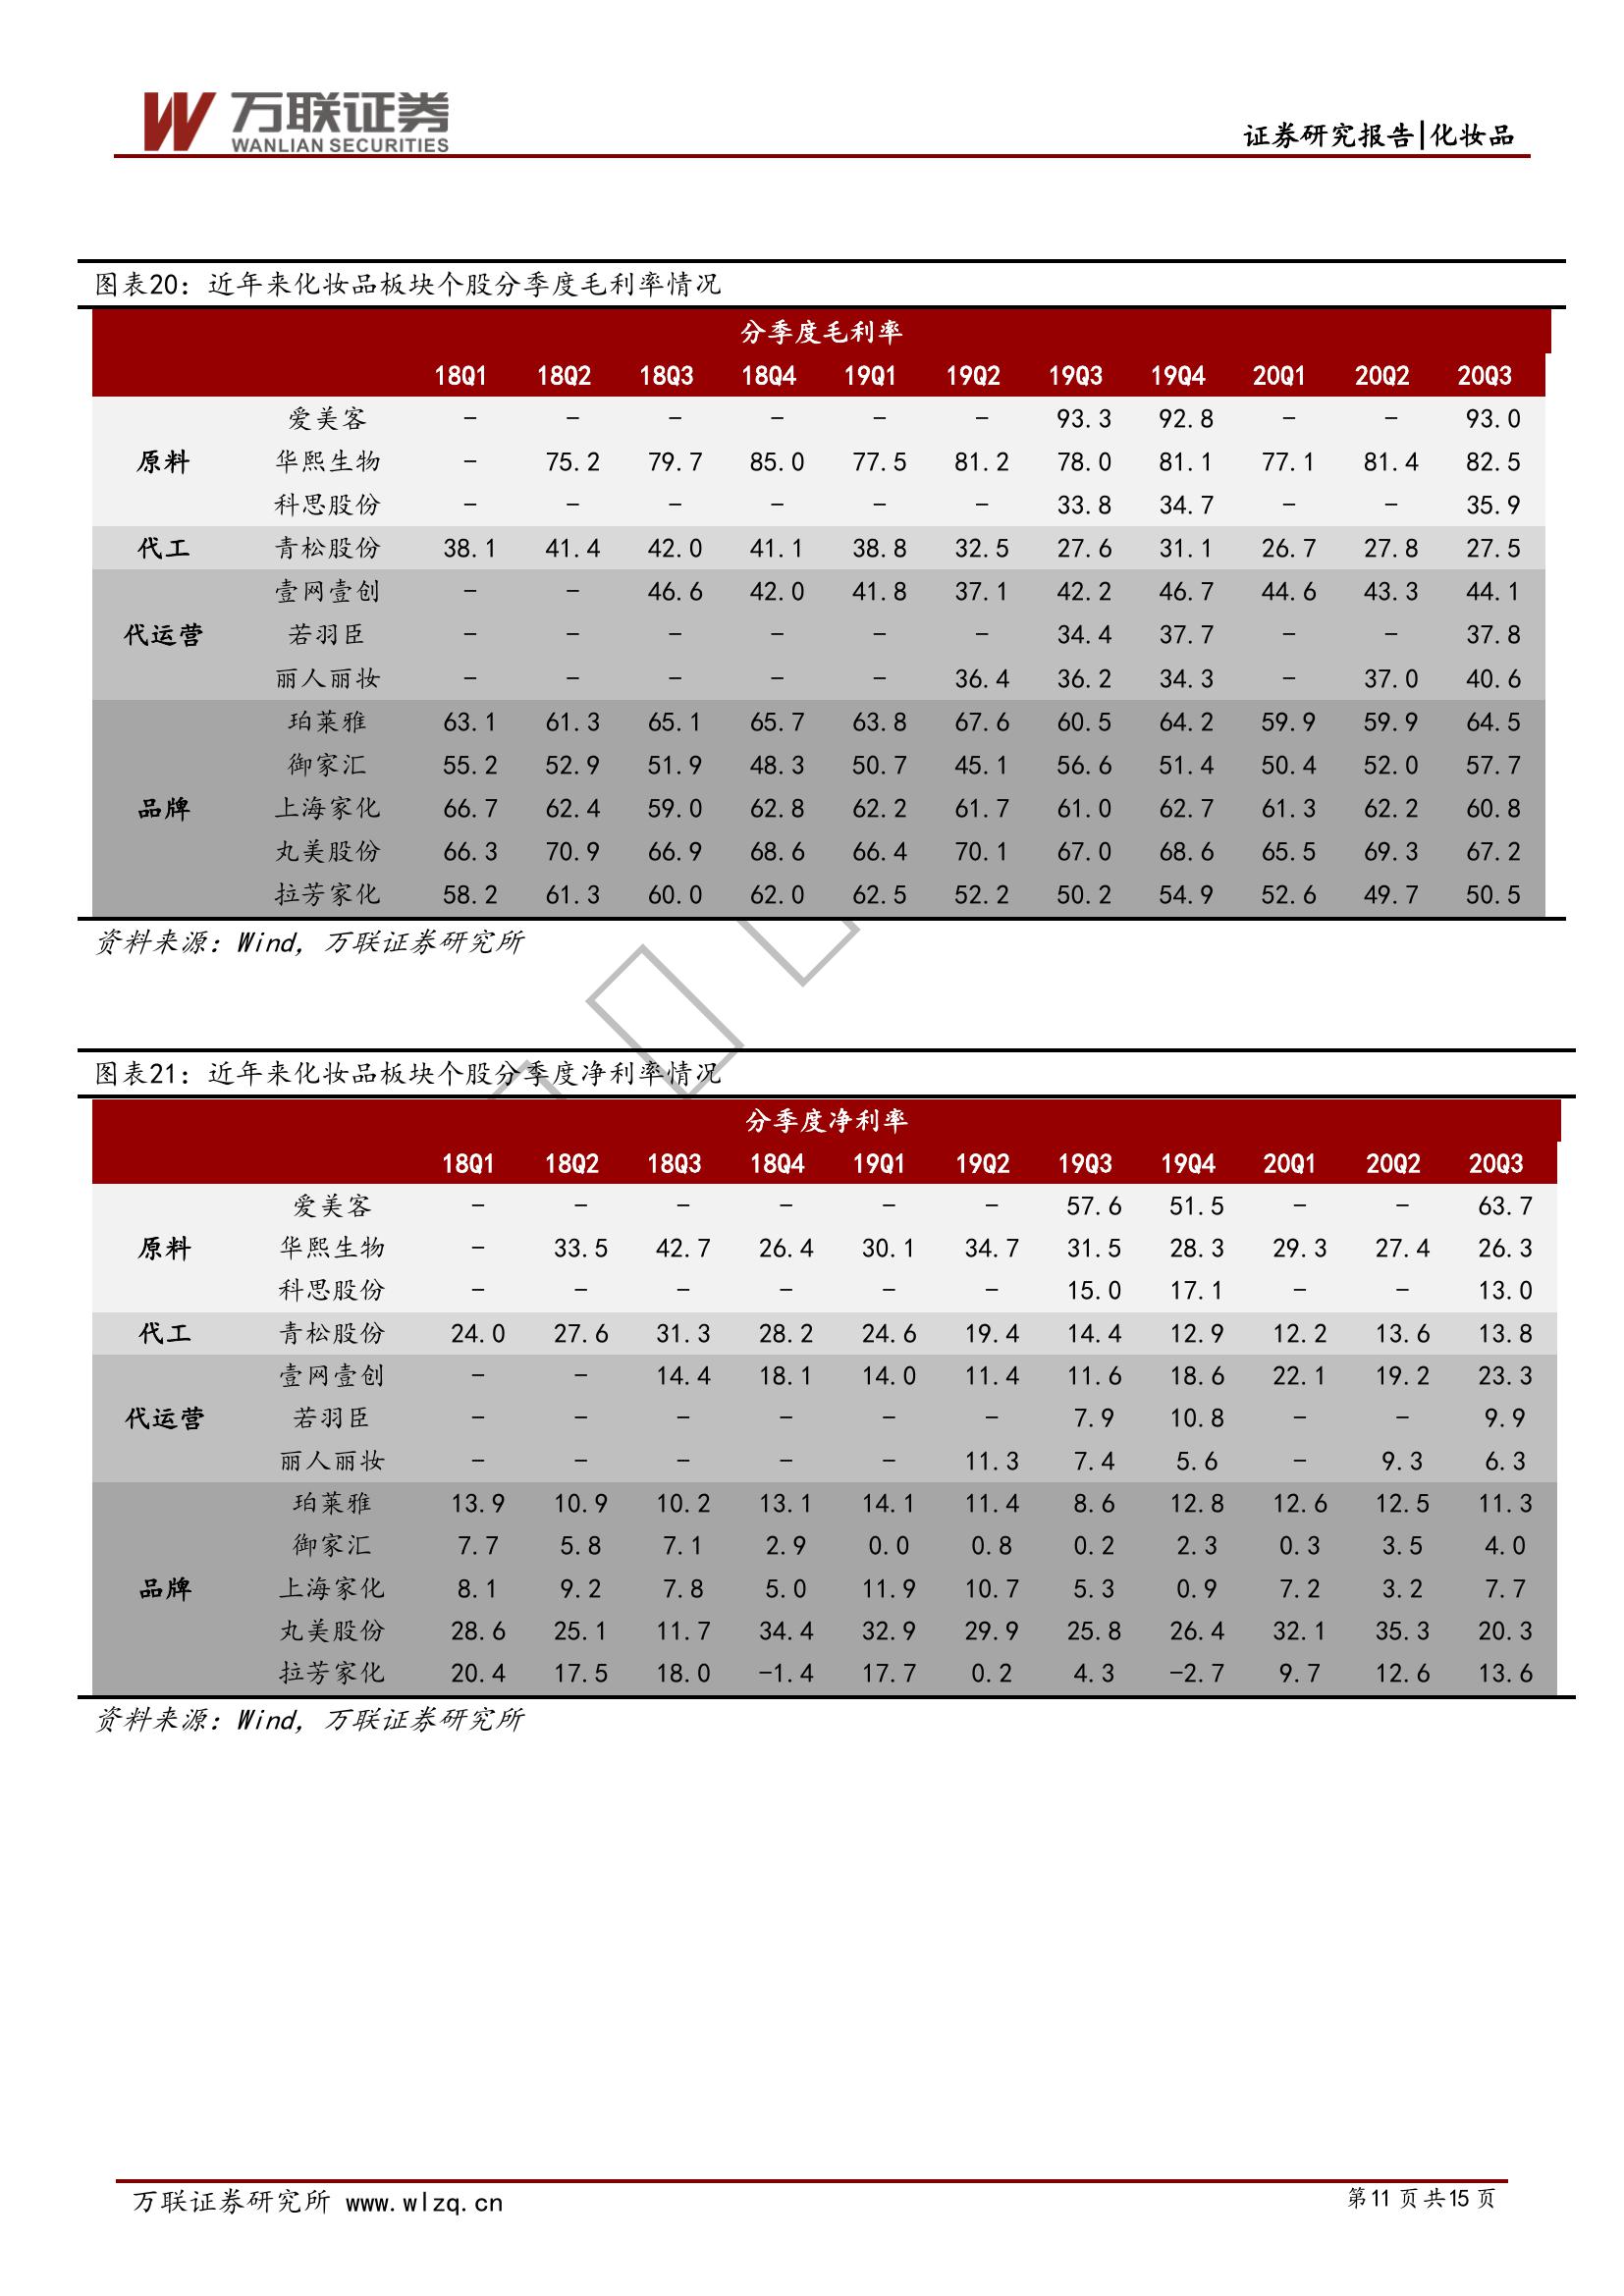 万联证券
WANLIAN SECURITIES
证券研究报告|化妆品
图表20：近年来化妆品板块个股分季度毛利率情况
分季度毛利率
18Q1 18Q2 18Q3 18Q4 19Q1 19Q2 19Q3 19Q4 20Q1 20Q2 20Q3
爱美客 - - - - - - 93.3 92.8 - - 93.0
原料 华熙生物 - 75.2 79.7 85.0 77.5 81.2 78.0 81.1 77.1 81.4 82.5
科思股份 - - - - - - 33.8 34.7 - - 35.9
代工 青松股份 38.1 41.4 42.0 41.1 38.8 32.5 27.6 31.1 26.7 27.8 27.5
壹网壹创 - - 46.6 42.0 41.8 37.1 42.2 46.7 44.6 43.3 44.1
代运营 若羽臣 - - - - - - 34.4 37.7 - - 37.8
丽人丽妆 - - - - - 36.4 36.2 34.3 - 37.0 40.6
珀莱雅 63.1 61.3 65.1 65.7 63.8 67.6 60.5 64.2 59.9 59.9 64.5
御家汇 55.2 52.9 51.9 48.3 50.7 45.1 56.6 51.4 50.4 52.0 57.7
品牌 上海家化 66.7 62.4 59.0 62.8 62.2 61.7 61.0 62.7 61.3 62.2 60.8
丸美股份 66.3 70.9 66.9 68.6 66.4 70.1 67.0 68.6 65.5 69.3 67.2
拉芳家化 58.2 61.3 60.0 62.0 62.5 52.2 50.2 54.9 52.6 49.7 50.5
资料来源：Wind，万联证券研究所
图表21：近年来化妆品板块个股分季度净利率情况
分季度净利率
18Q1 18Q2 18Q3 18Q4 19Q1 19Q2 19Q3 19Q4 20Q1 20Q2 20Q3
爱美客 - - - - - - 57.6 51.5 - - 63.7
原料 华熙生物 - 33.5 42.7 26.4 30.1 34.7 31.5 28.3 29.3 27.4 26.3
科思股份 - - - - - - 15.0 17.1 - - 13.0
代工 青松股份 24.0 27.6 31.3 28.2 24.6 19.4 14.4 12.9 12.2 13.6 13.8
壹网壹创 - - 14.4 18.1 14.0 11.4 11.6 18.6 22.1 19.2 23.3
代运营 若羽臣 - - - - - - 7.9 10.8 - - 9.9
丽人丽妆 - - - - - 11.3 7.4 5.6 - 9.3 6.3
珀莱雅 13.9 10.9 10.2 13.1 14.1 11.4 8.6 12.8 12.6 12.5 11.3
御家汇 7.7 5.8 7.1 2.9 0.0 0.8 0.2 2.3 0.3 3.5 4.0
品牌 上海家化 8.1 9.2 7.8 5.0 11.9 10.7 5.3 0.9 7.2 3.2 7.7
丸美股份 28.6 25.1 11.7 34.4 32.9 29.9 25.8 26.4 32.1 35.3 20.3
拉芳家化 20.4 17.5 18.0 -1.4 17.7 0.2 4.3 -2.7 9.7 12.6 13.6
资料来源：Wind，万联证券研究所
万联证券研究所 www.wlzq.cn
第11 页 共15 页